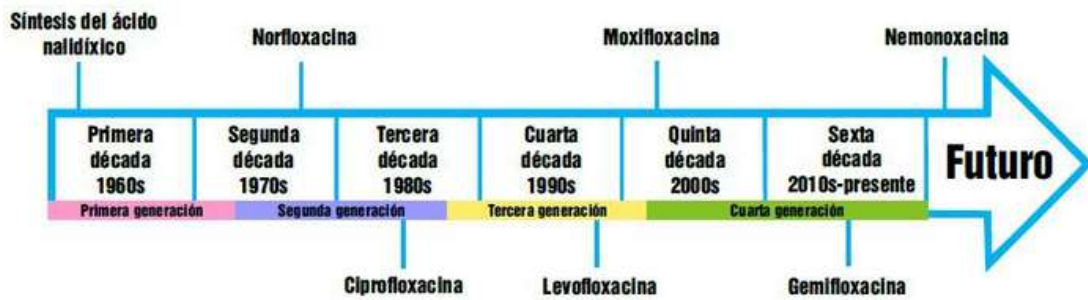 Síntesis del ácido
nalidíxico
Norfloxacina
Moxifloxacina
Nemonoxacina
Primera
década
1960s
Segunda
década
1970s
Tercera
década
1980s
Cuarta
década
1990s
Quinta
década
2000s
Sexta
década
2010s-presente
Futuro
Primera generación
Segunda generación
Tercera generación
Cuarta generación
Ciprofloxacina
Levofloxacina
Gemifloxacina